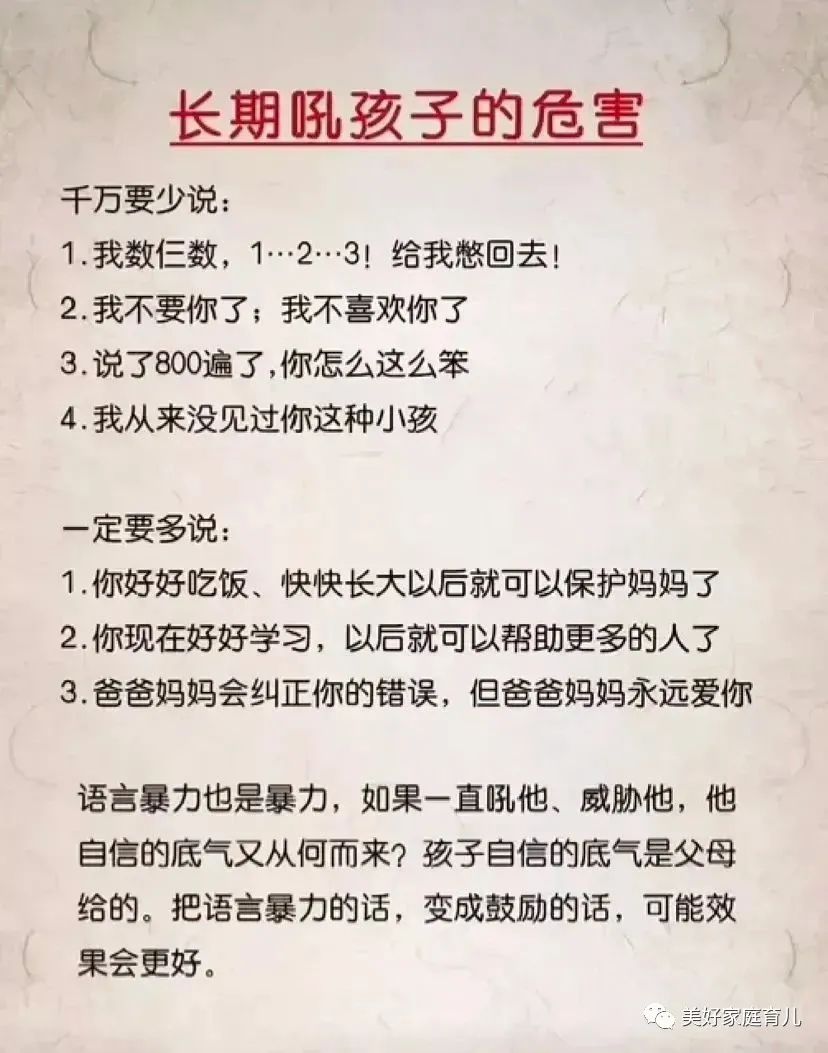 长期吼孩子的危害
千万要少说：
1.我数仨数，1…2…3！给我憋回去！
2.我不要你了；我不喜欢你了
3.说了800遍了,你怎么这么笨
4.我从来没见过你这种小孩
一定要多说：
1.你好好吃饭、快快长大以后就可以保护妈妈了
2.你现在好好学习，以后就可以帮助更多的人了
3.爸爸妈妈会纠正你的错误，但爸爸妈妈永远爱你
语言暴力也是暴力，如果一直吼他、威胁他，他
自信的底气又从何而来？孩子自信的底气是父母
给的。把语言暴力的话，变成鼓励的话，可能效
果会更好。
美好家庭育儿